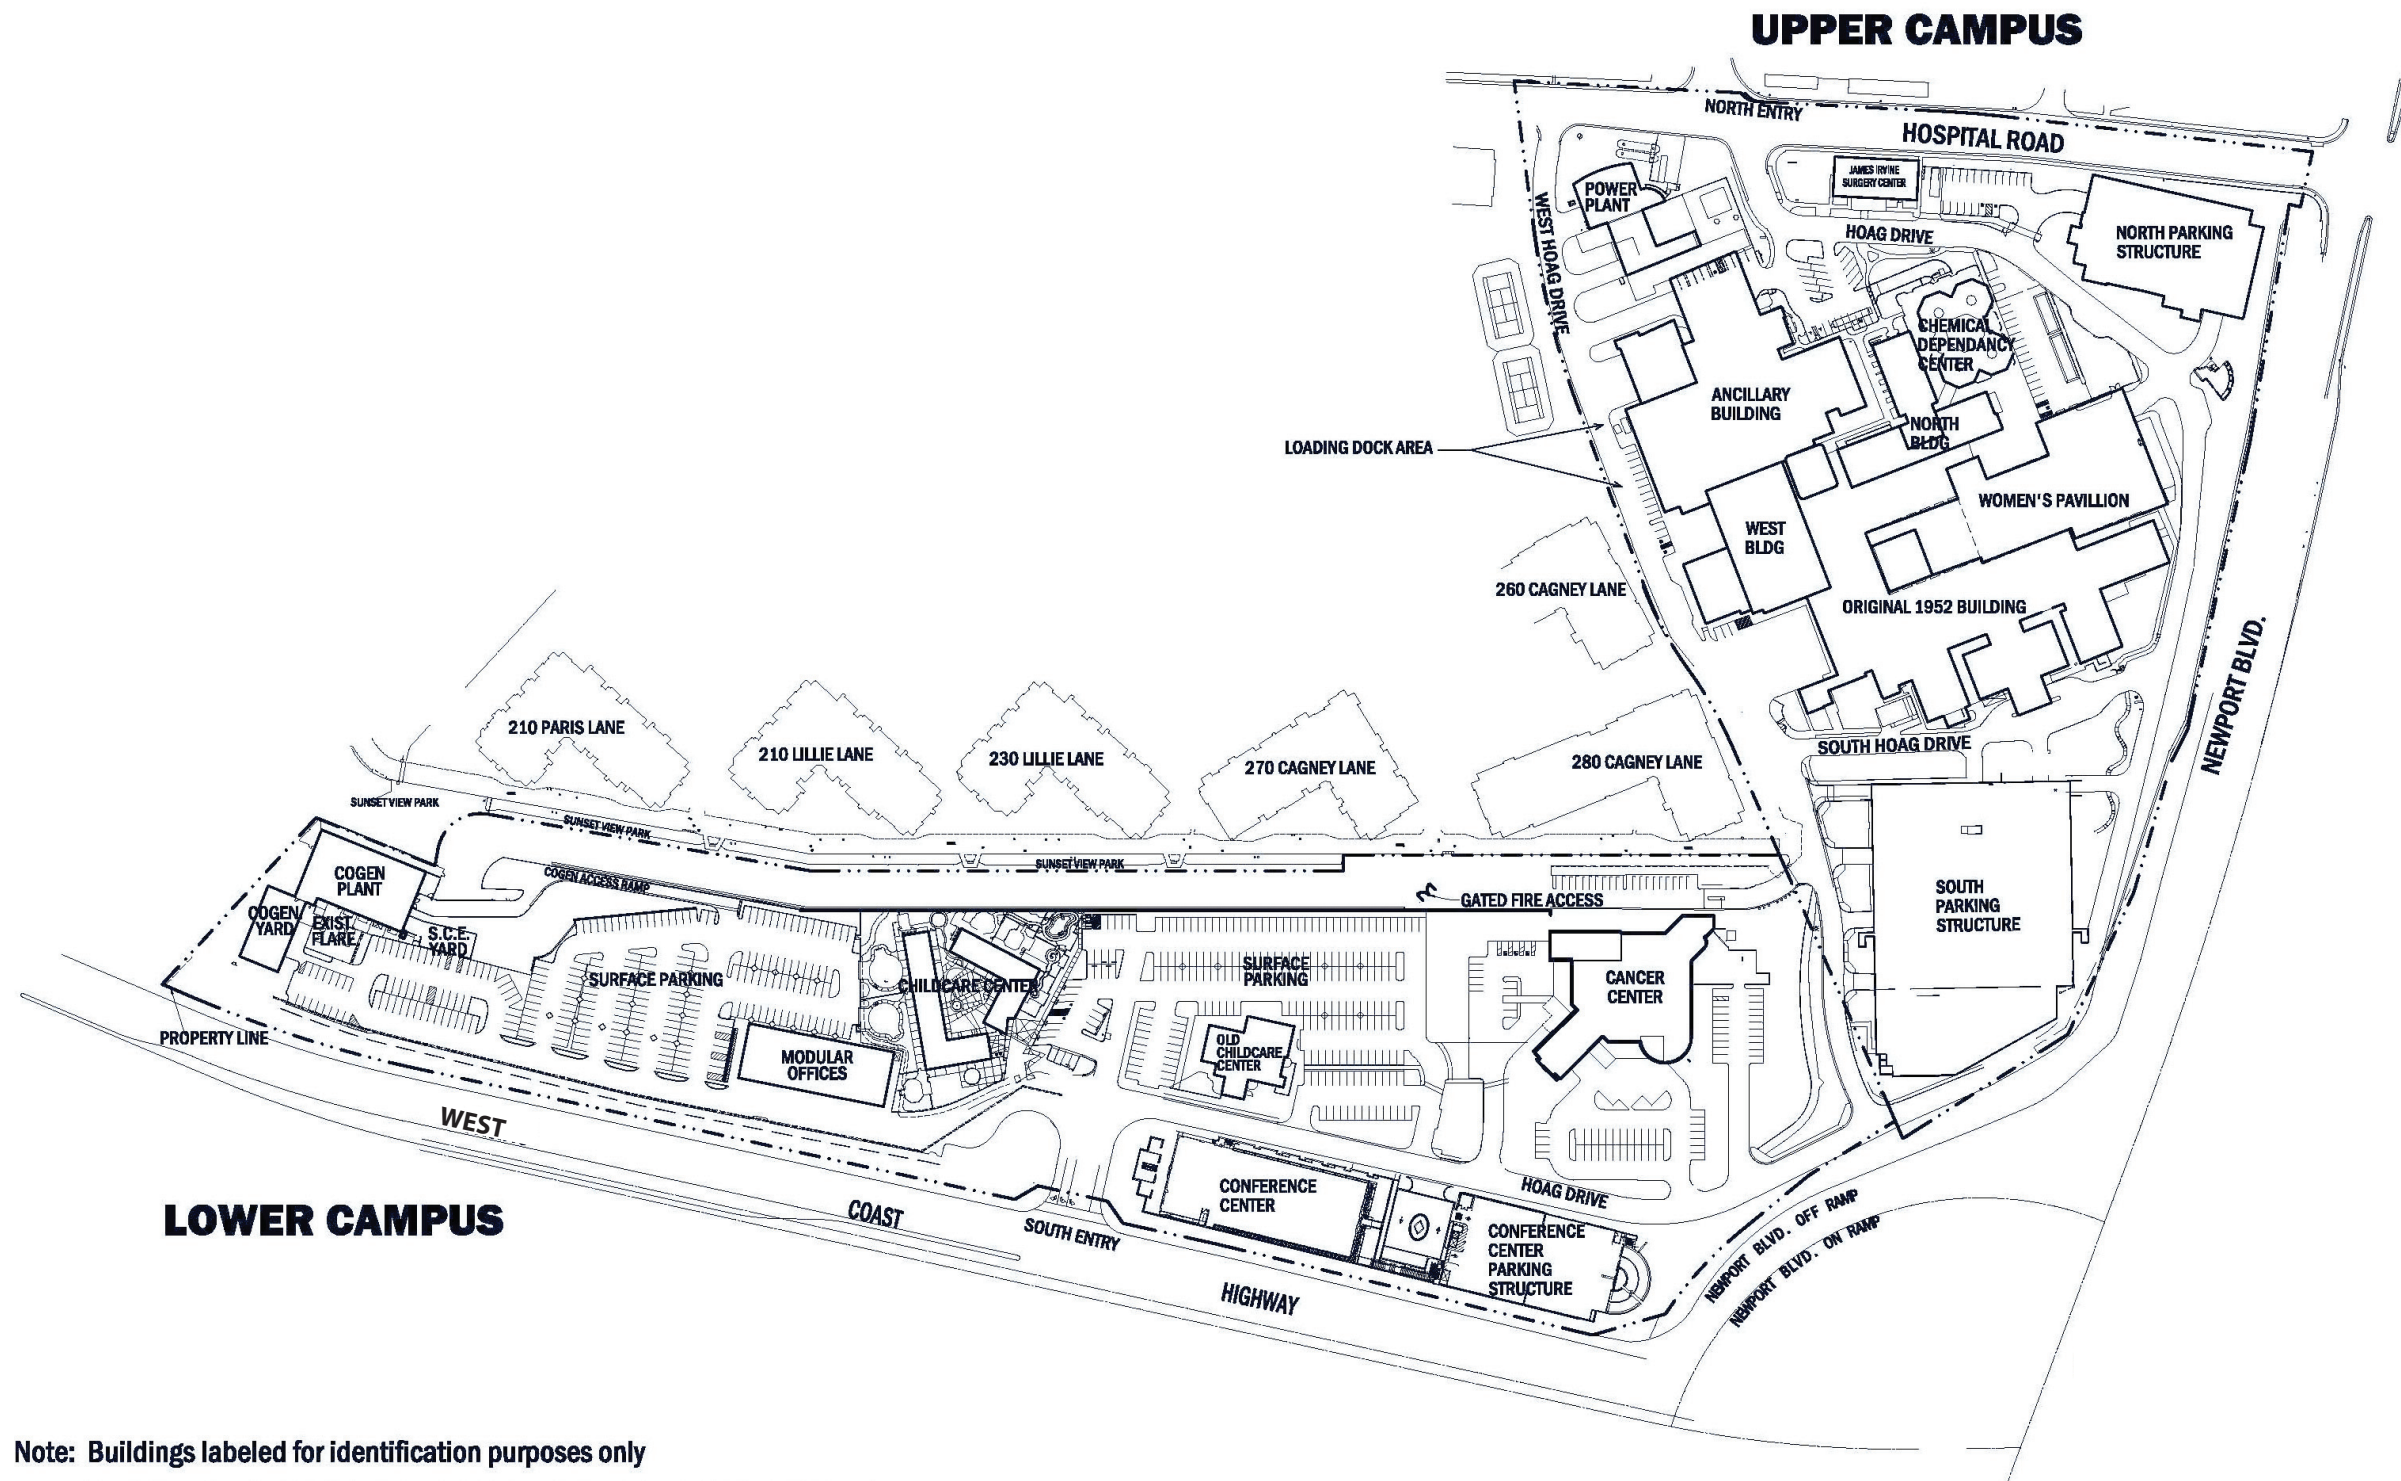 UPPER CAMPUS
NORTH ENTRY
HOSPITAL ROAD
JAMES IRVINE
SURGERY CENTER
POWER
PLANT
WEST HOAG DRIVE
HOAG DRIVE
NORTH PARKING
STRUCTURE
CHEMICAL
DEPENDANCY
CENTER
ANCILLARY
BUILDING
NORTH
BLDG
LOADING DOCK AREA
WOMEN'S PAVILLION
WEST
BLDG
260 CAGNEY LANE
ORIGINAL 1952 BUILDING
NEWPORT BLVD.
210 PARIS LANE
210 LILLIE LANE
230 LILLIE LANE
270 CAGNEY LANE
280 CAGNEY LANE
SOUTH HOAG DRIVE
SUNSET VIEW PARK
SUNSET VIEW PARK
SUNSET VIEW PARK
COGEN
PLANT
COGEN ACCESS RAMP
GATED FIRE ACCESS
SOUTH
PARKING
STRUCTURE
COGEN
YARD
EXIST.
FLARE
S.C.E.
YARD
SURFACE PARKING
CHILDCARE CENTER
SURFACE
PARKING
CANCER
CENTER
PROPERTY LINE
MODULAR
OFFICES
OLD
CHILDCARE
CENTER
WEST
COAST
HIGHWAY
LOWER CAMPUS
SOUTH ENTRY
CONFERENCE
CENTER
HOAG DRIVE
CONFERENCE
CENTER
PARKING
STRUCTURE
NEWPORT BLVD. OFF RAMP
NEWPORT BLVD. ON RAMP
Note: Buildings labeled for identification purposes only